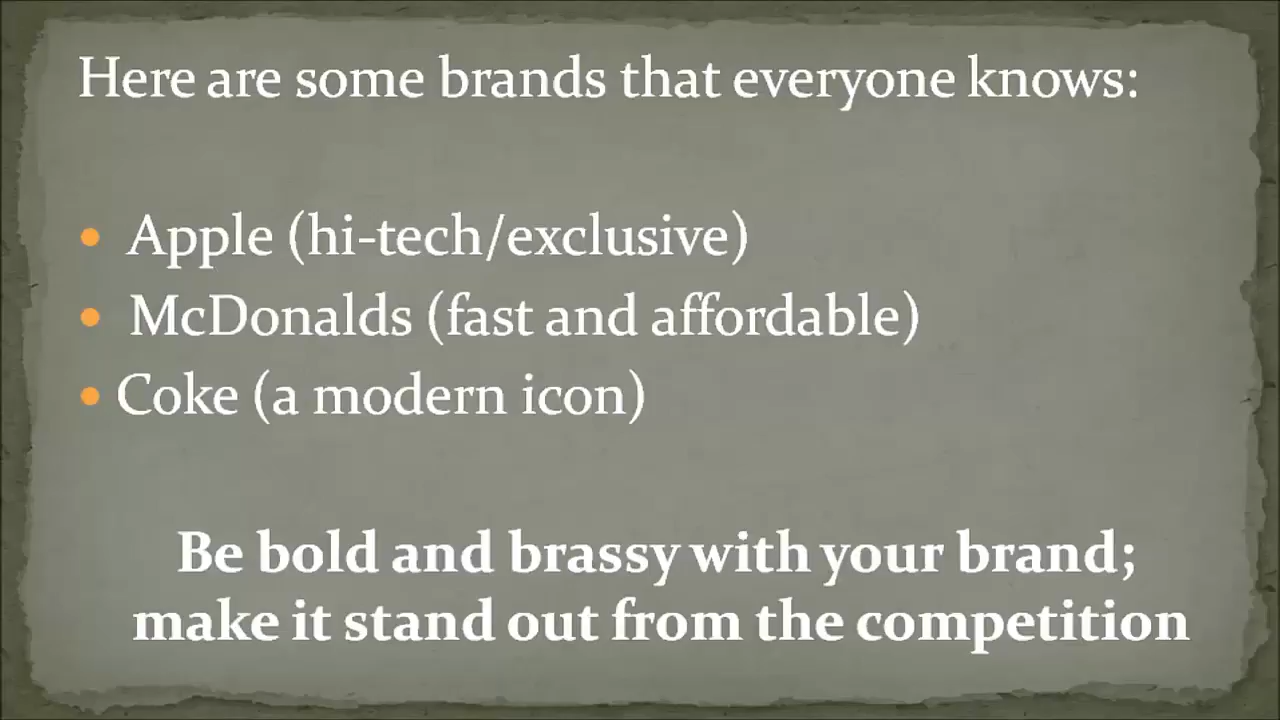 Here are some brands that everyone knows:
• Apple (hi-tech/exclusive)
• McDonalds (fast and affordable)
• Coke (a modern icon)
Be bold and brassy with your brand;
make it stand out from the competition